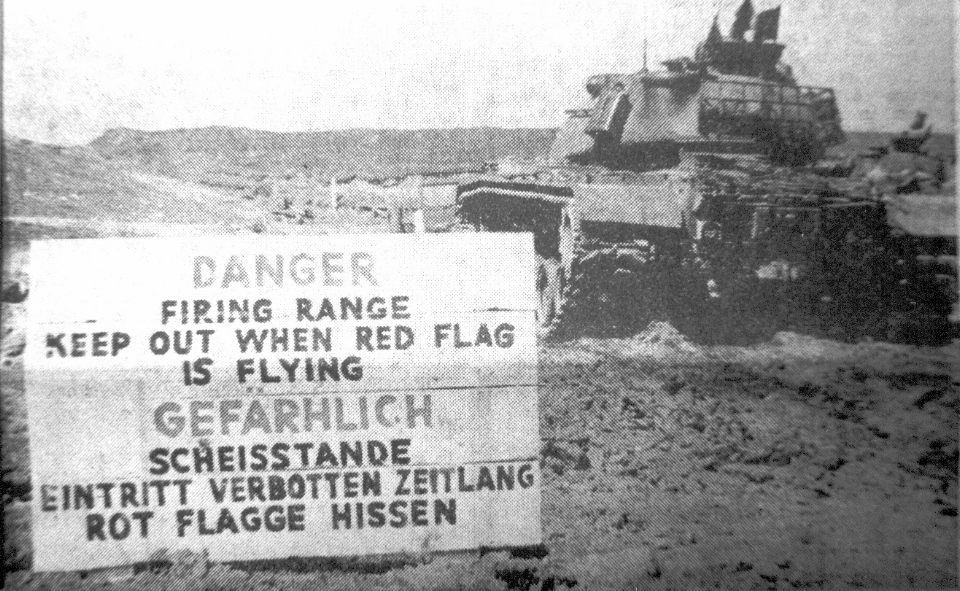 DANGER
FIRING RANGE
KEEP OUT WHEN RED FLAG
IS FLYING
GEFÄRHLICH
SCHEISSTANDE
EINTRITT VERBOTTEN ZEITLANG
ROT FLAGGE HISSEN